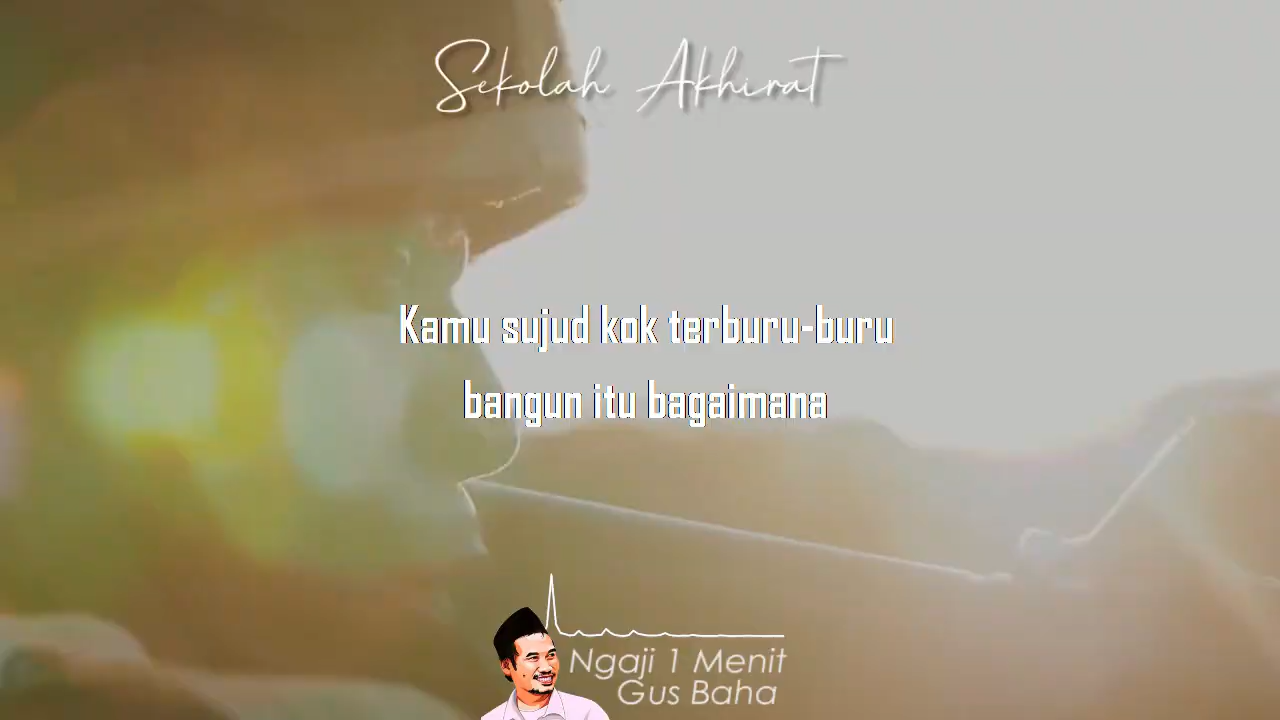 Sekolah Akhirat
Kamu sujud kok terburu-buru
bangun itu bagaimana
Ngaji 1 Menit
Gus Baha